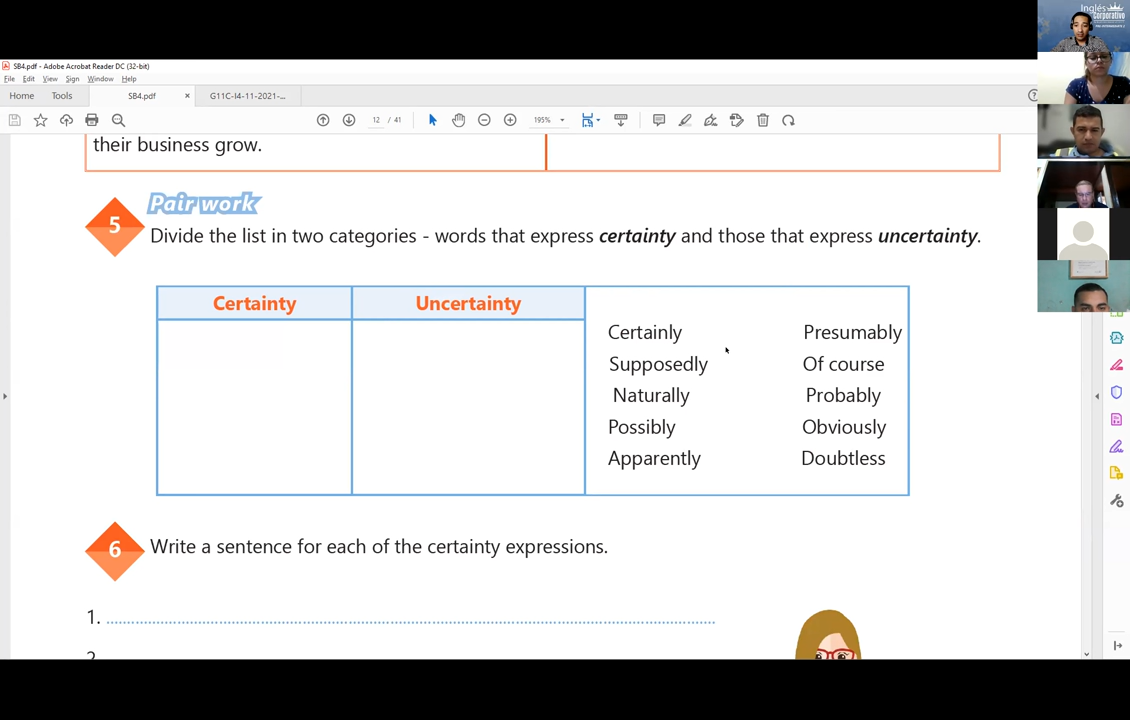 Inglés
Corporativo
SB4.pdf - Adobe Acrobat Reader DC (32-bit)
File Edit View Sign Window Help
Home Tools SB4.pdf × G11C-I4-11-2021-...
12 / 41 195%
their business grow.
Pair work
5 Divide the list in two categories - words that express certainty and those that express uncertainty.
Certainty Uncertainty
Certainly Presumably
Supposedly Of course
Naturally Probably
Possibly Obviously
Apparently Doubtless
6 Write a sentence for each of the certainty expressions.
1.
2